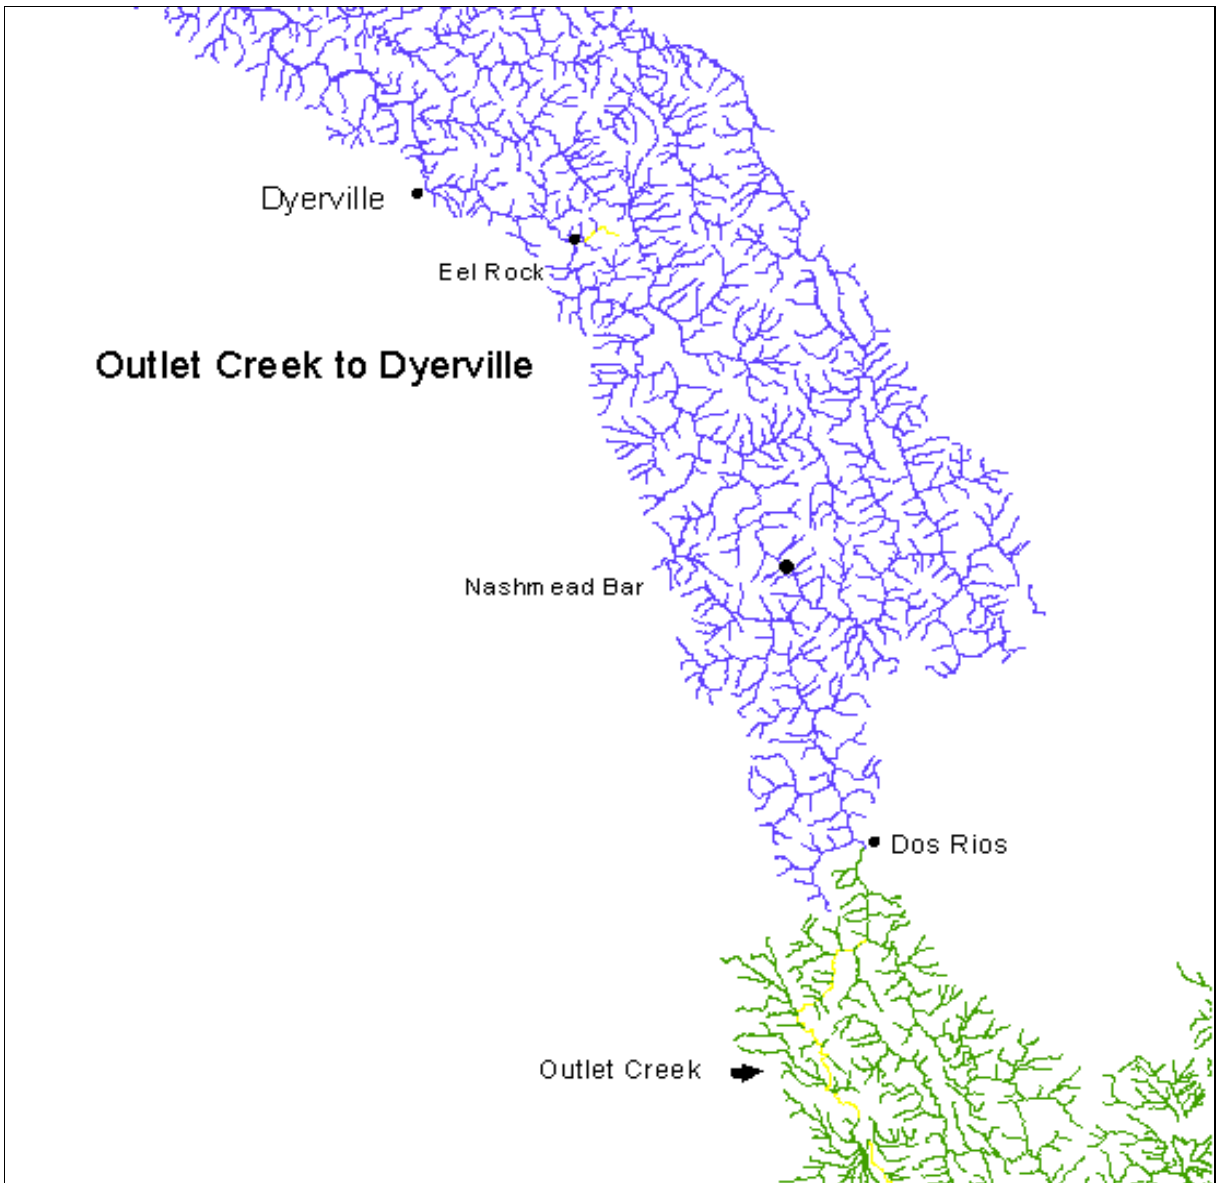 Dyerville
Eel Rock
Outlet Creek to Dyerville
Nashmead Bar
Dos Rios
Outlet Creek